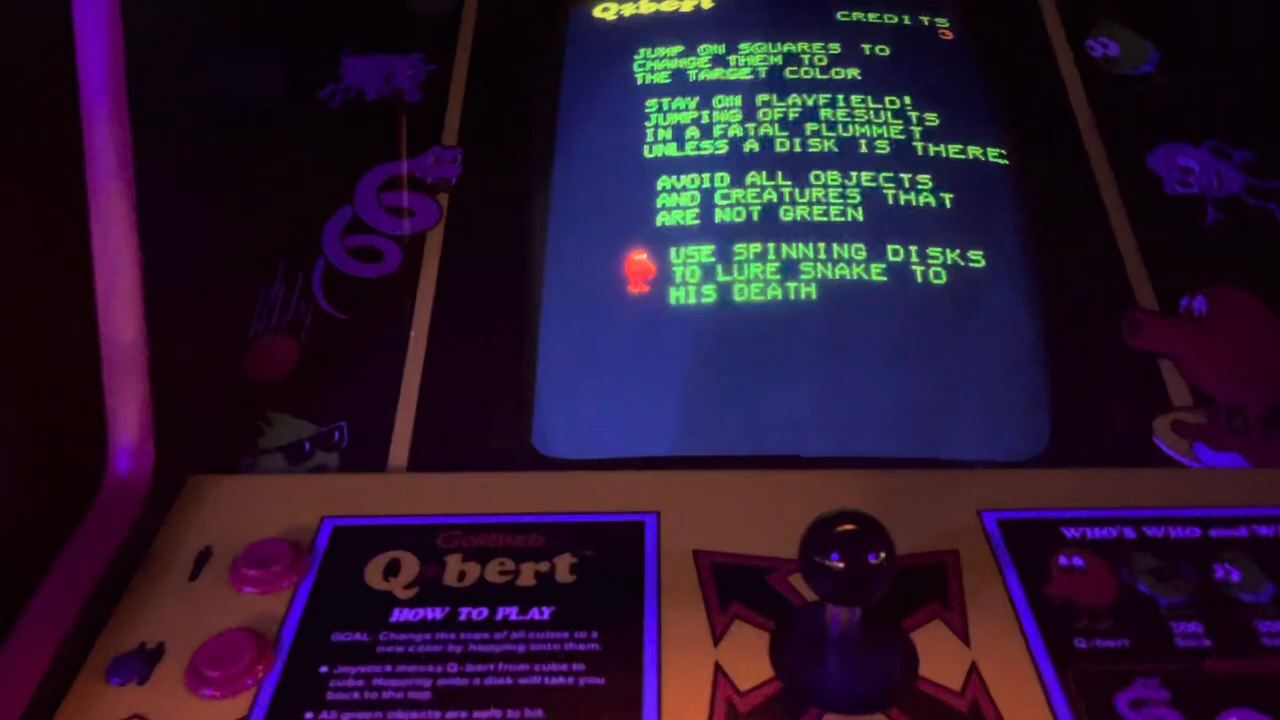 Q*bert
CREDITS
3
JUMP ON SQUARES TO
CHANGE THEM TO
THE TARGET COLOR
STAY ON PLAYFIELD!
JUMPING OFF RESULTS
IN A FATAL PLUMMET
UNLESS A DISK IS THERE
AVOID ALL OBJECTS
AND CREATURES THAT
ARE NOT GREEN
USE SPINNING DISKS
TO LURE SNAKE TO
HIS DEATH
Gottlieb
Q*bert
HOW TO PLAY
GOAL: Change the tops of all cubes to a
new color by hopping onto them.
Joystick moves Q-bert from cube to
cube. Hopping onto a disk will take you
back to the top.
All green objects are safe to hit.
WHO'S WHO and W
Q-bert
300